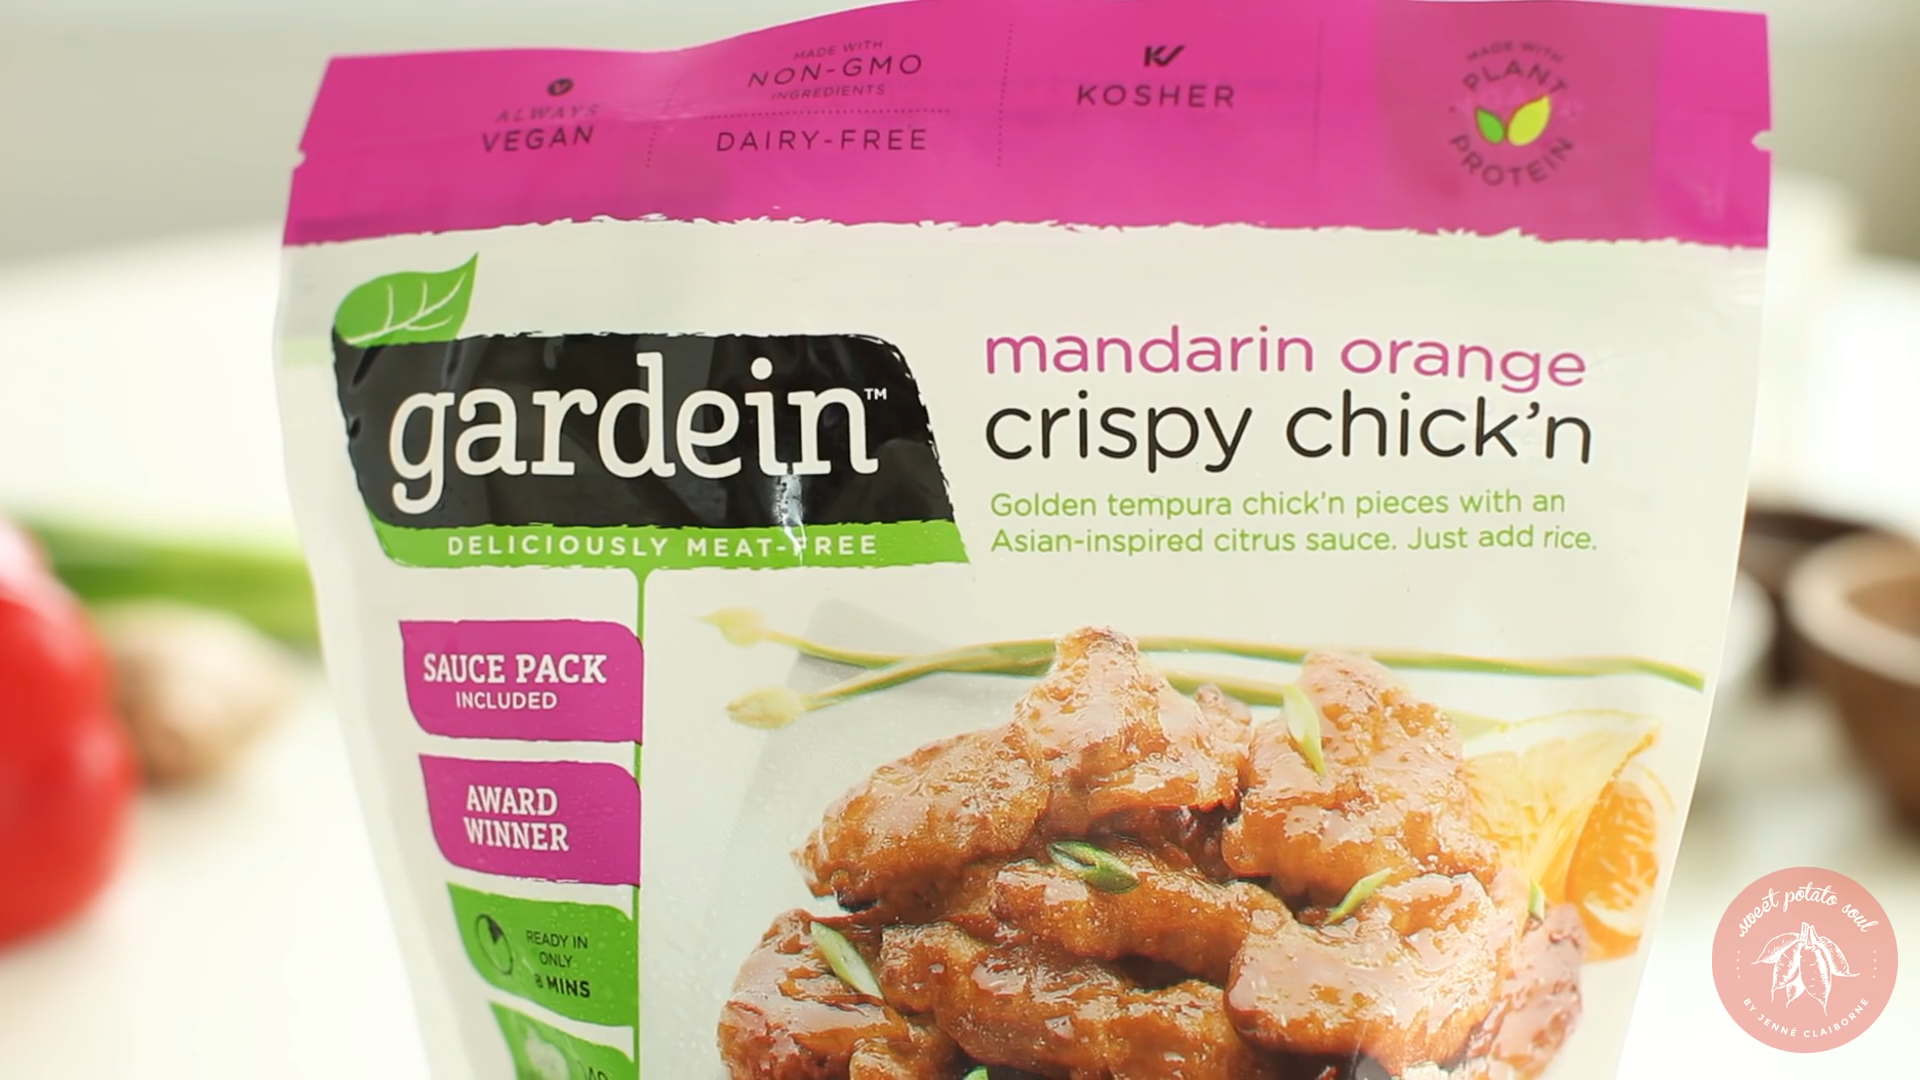 ALWAYS
VEGAN
MADE WITH
NON-GMO
INGREDIENTS
DAIRY-FREE
K
KOSHER
MADE WITH
PLANT
PROTEIN
gardein™
DELICIOUSLY MEAT-FREE
mandarin orange
crispy chick'n
Golden tempura chick'n pieces with an
Asian-inspired citrus sauce. Just add rice.
SAUCE PACK
INCLUDED
AWARD
WINNER
READY IN
ONLY
8 MINS
sweet potato soul
BY JENNÉ CLAIBORNE